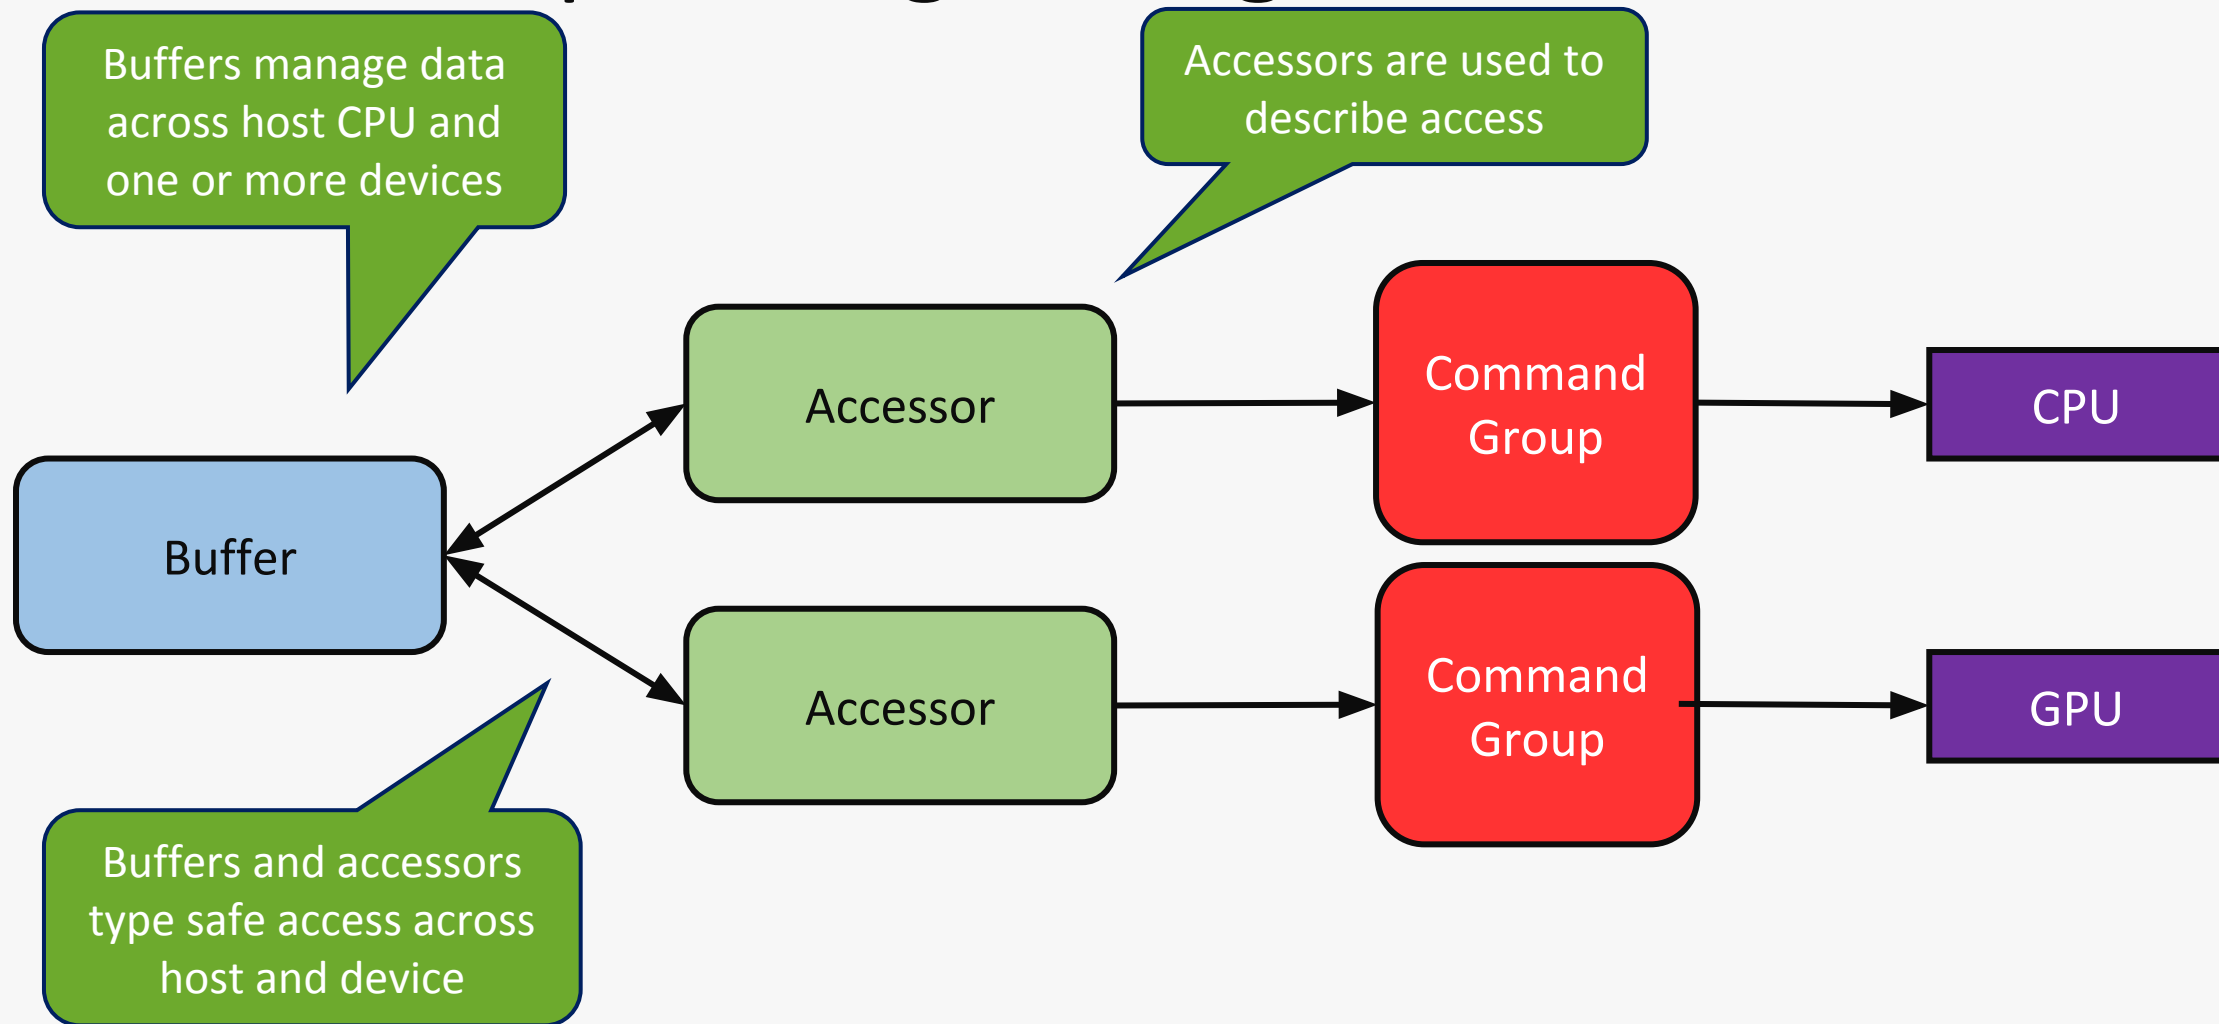 Buffers manage data
across host CPU and
one or more devices
Accessors are used to
describe access
Accessor
Command
Group
CPU
Buffer
Accessor
Command
Group
GPU
Buffers and accessors
type safe access across
host and device